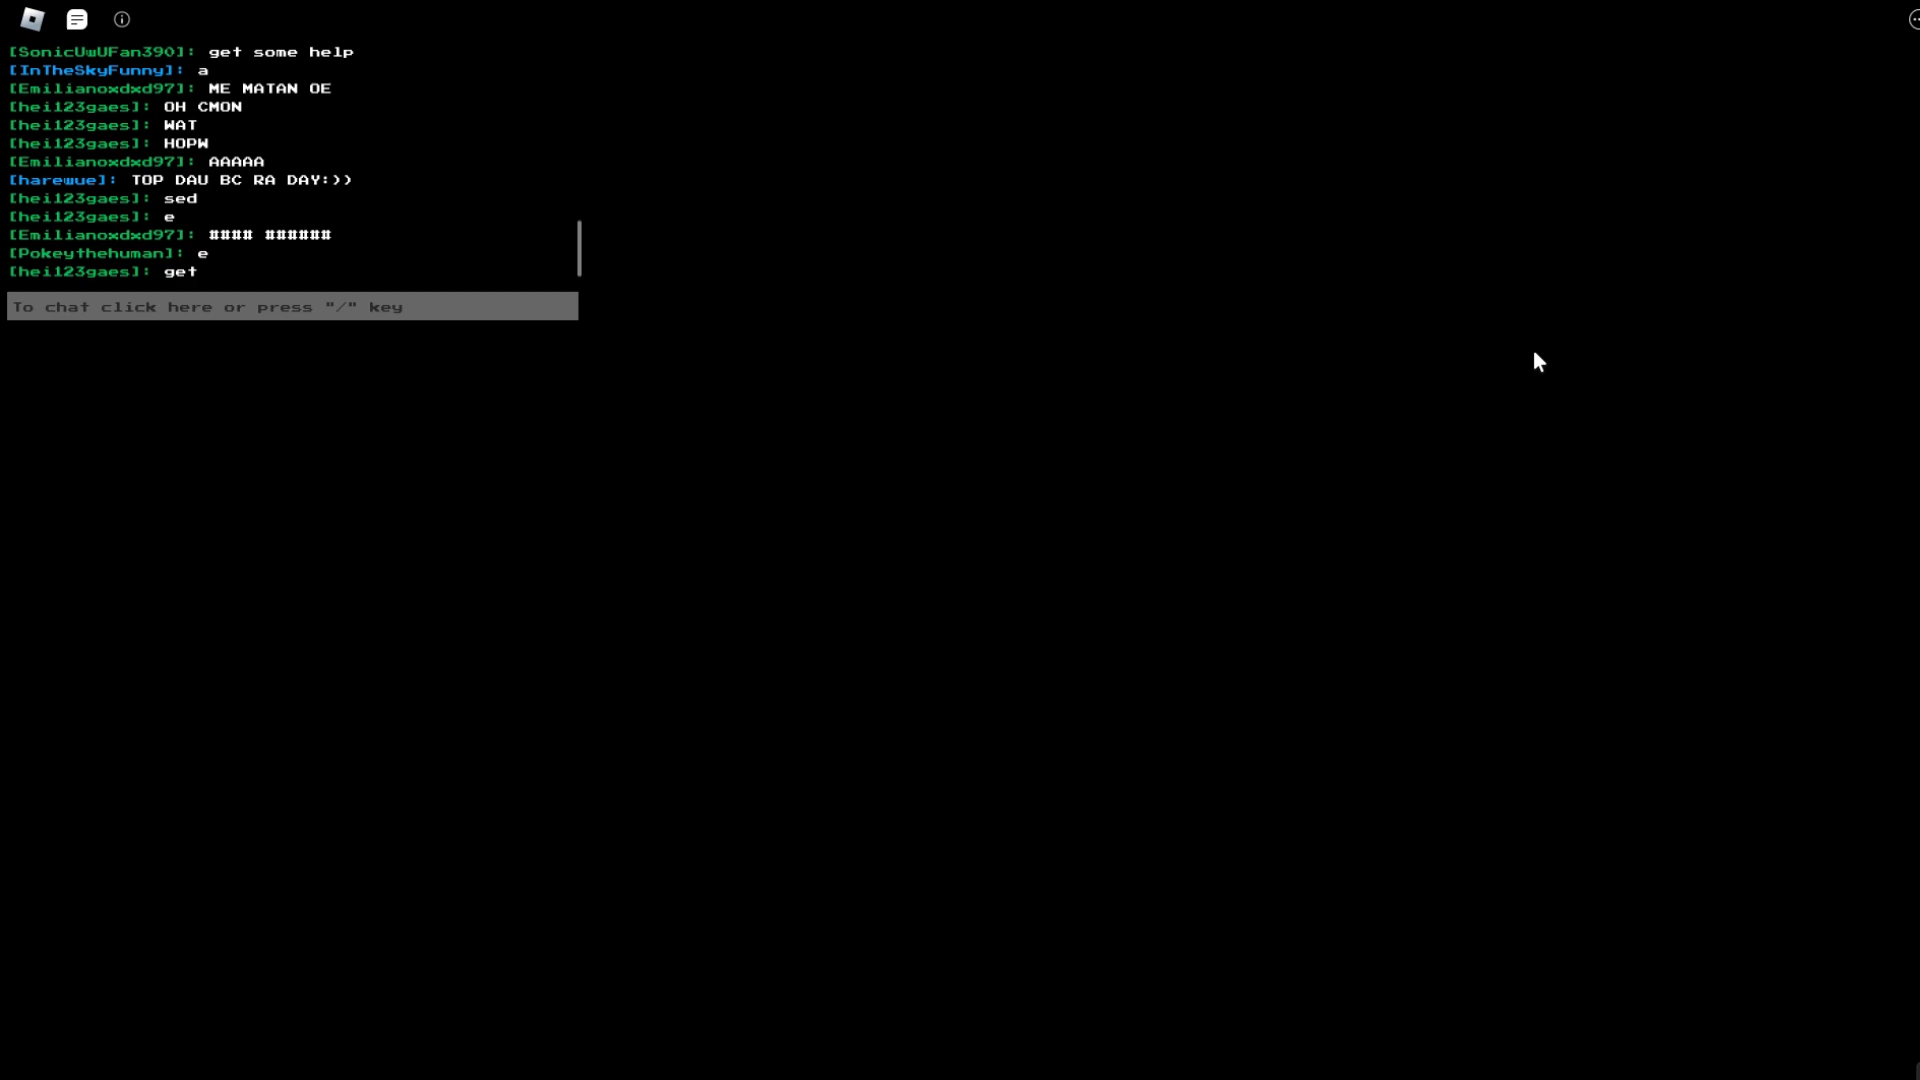 [SonicUwUFan390]: get some help
[InTheSkyFunny]: a
[Emilianoxdxd97]: ME MATAN OE
[hei123gaes]: OH CMON
[hei123gaes]: WAT
[hei123gaes]: HOPW
[Emilianoxdxd97]: AAAAA
[harewue]: TOP DAU BC RA DAY:))
[hei123gaes]: sed
[hei123gaes]: e
[Emilianoxdxd97]: #### ######
[Pokeythehuman]: e
[hei123gaes]: get
To chat click here or press "/" key